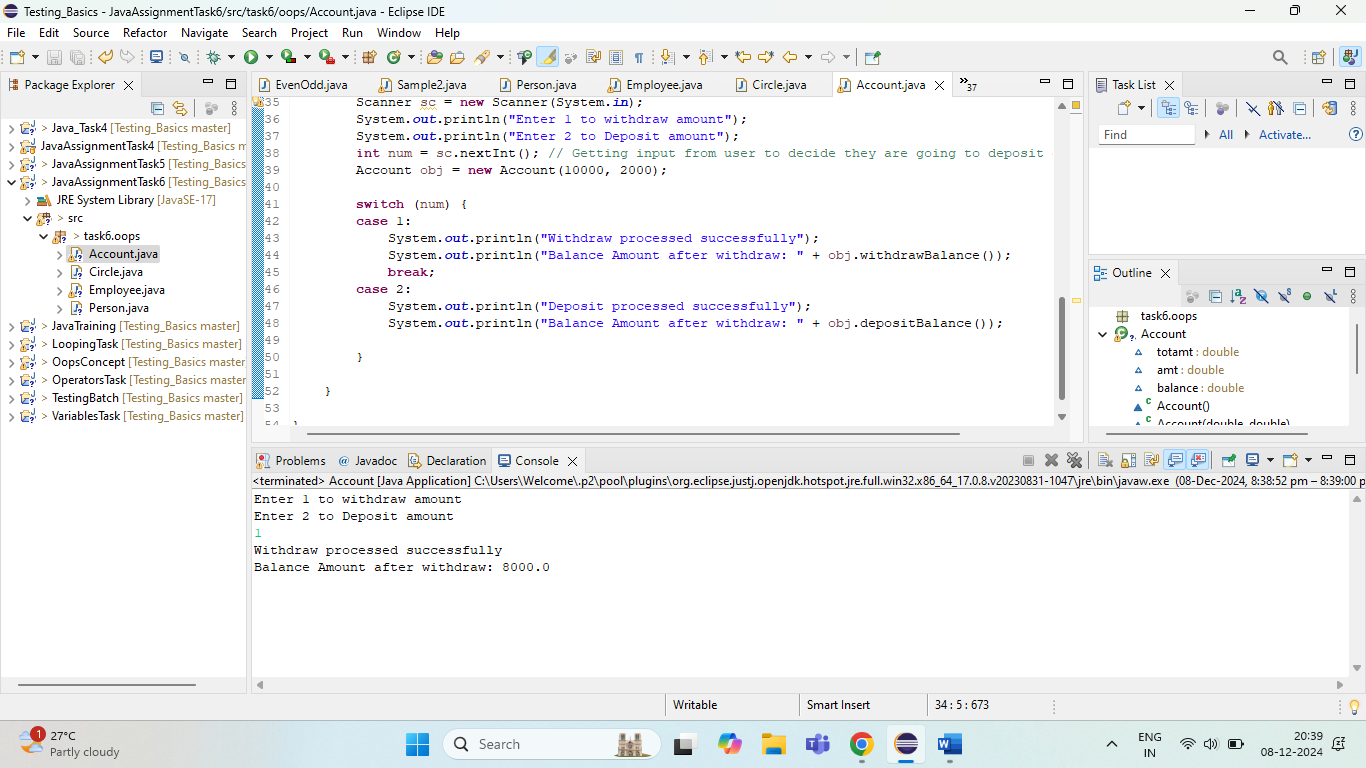 Testing_Basics - JavaAssignmentTask6/src/task6/oops/Account.java - Eclipse IDE
File Edit Source Refactor Navigate Search Project Run Window Help
Package Explorer
> Java_Task4 [Testing_Basics master]
JavaAssignmentTask4 [Testing_Basics m
> JavaAssignmentTask5 [Testing_Basics
> JavaAssignmentTask6 [Testing_Basics
JRE System Library [JavaSE-17]
> src
> task6.oops
Account.java
Circle.java
Employee.java
Person.java
> JavaTraining [Testing_Basics master]
> LoopingTask [Testing_Basics master]
> OopsConcept [Testing_Basics master
> OperatorsTask [Testing_Basics master
> TestingBatch [Testing_Basics master]
> VariablesTask [Testing_Basics master]
EvenOdd.java Sample2.java Person.java Employee.java Circle.java Account.java 37
35 Scanner sc = new Scanner(System.in);
36 System.out.println("Enter 1 to withdraw amount");
37 System.out.println("Enter 2 to Deposit amount");
38 int num = sc.nextInt(); // Getting input from user to decide they are going to deposit
39 Account obj = new Account(10000, 2000);
40
41 switch (num) {
42 case 1:
43 System.out.println("Withdraw processed successfully");
44 System.out.println("Balance Amount after withdraw: " + obj.withdrawBalance());
45 break;
46 case 2:
47 System.out.println("Deposit processed successfully");
48 System.out.println("Balance Amount after withdraw: " + obj.depositBalance());
49
50 }
51
52 }
53
54 }
Task List
Find All Activate...
Outline
task6.oops
Account
totamt : double
amt : double
balance : double
Account()
Account(double, double)
Problems @ Javadoc Declaration Console
<terminated> Account [Java Application] C:\Users\Welcome\.p2\pool\plugins\org.eclipse.justj.openjdk.hotspot.jre.full.win32.x86_64_17.0.8.v20230831-1047\jre\bin\javaw.exe (08-Dec-2024, 8:38:52 pm – 8:39:00 p
Enter 1 to withdraw amount
Enter 2 to Deposit amount
1
Withdraw processed successfully
Balance Amount after withdraw: 8000.0
Writable Smart Insert 34 : 5 : 673
1
27°C
Partly cloudy
Search
ENG
IN
20:39
08-12-2024